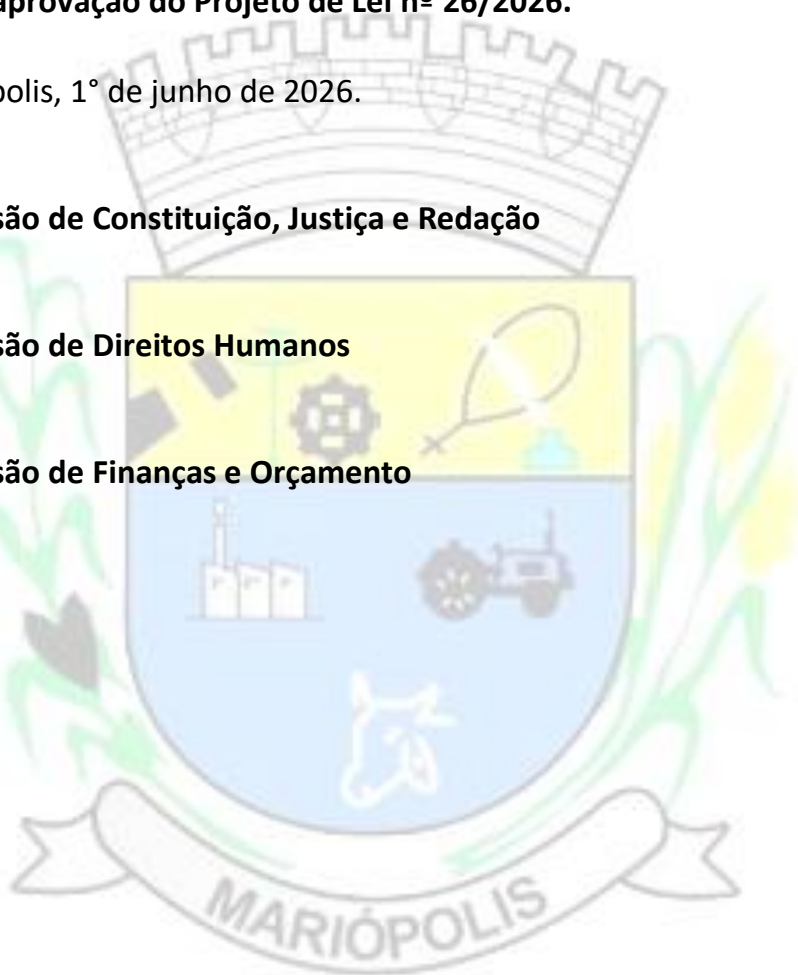 aprovação do Projeto de Lei nº 26/2026.
polis, 1° de junho de 2026.
são de Constituição, Justiça e Redação
são de Direitos Humanos
são de Finanças e Orçamento
MARIÓPOLIS